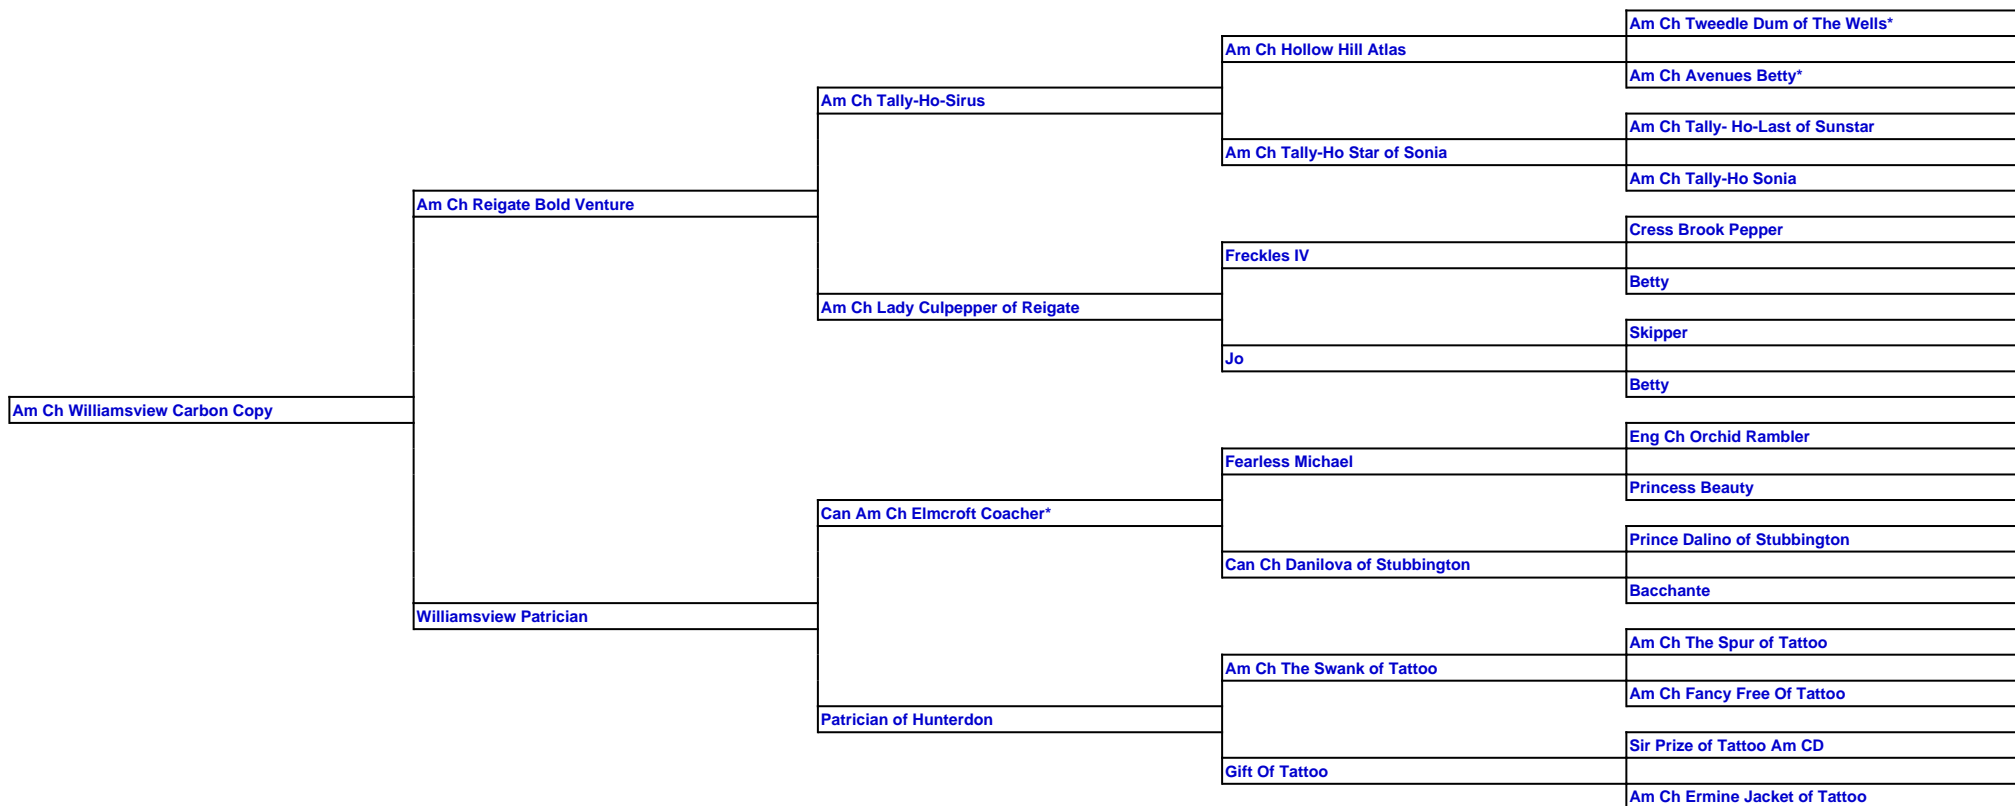 Am Ch Tweedle Dum of The Wells*
Am Ch Hollow Hill Atlas
Am Ch Avenues Betty*
Am Ch Tally-Ho-Sirus
Am Ch Tally- Ho-Last of Sunstar
Am Ch Tally-Ho Star of Sonia
Am Ch Tally-Ho Sonia
Am Ch Reigate Bold Venture
Cress Brook Pepper
Freckles IV
Betty
Am Ch Lady Culpepper of Reigate
Skipper
Jo
Betty
Am Ch Williamsview Carbon Copy
Eng Ch Orchid Rambler
Fearless Michael
Princess Beauty
Can Am Ch Elmcroft Coacher*
Prince Dalino of Stubbington
Can Ch Danilova of Stubbington
Bacchante
Williamsview Patrician
Am Ch The Spur of Tattoo
Am Ch The Swank of Tattoo
Am Ch Fancy Free Of Tattoo
Patrician of Hunterdon
Sir Prize of Tattoo Am CD
Gift Of Tattoo
Am Ch Ermine Jacket of Tattoo